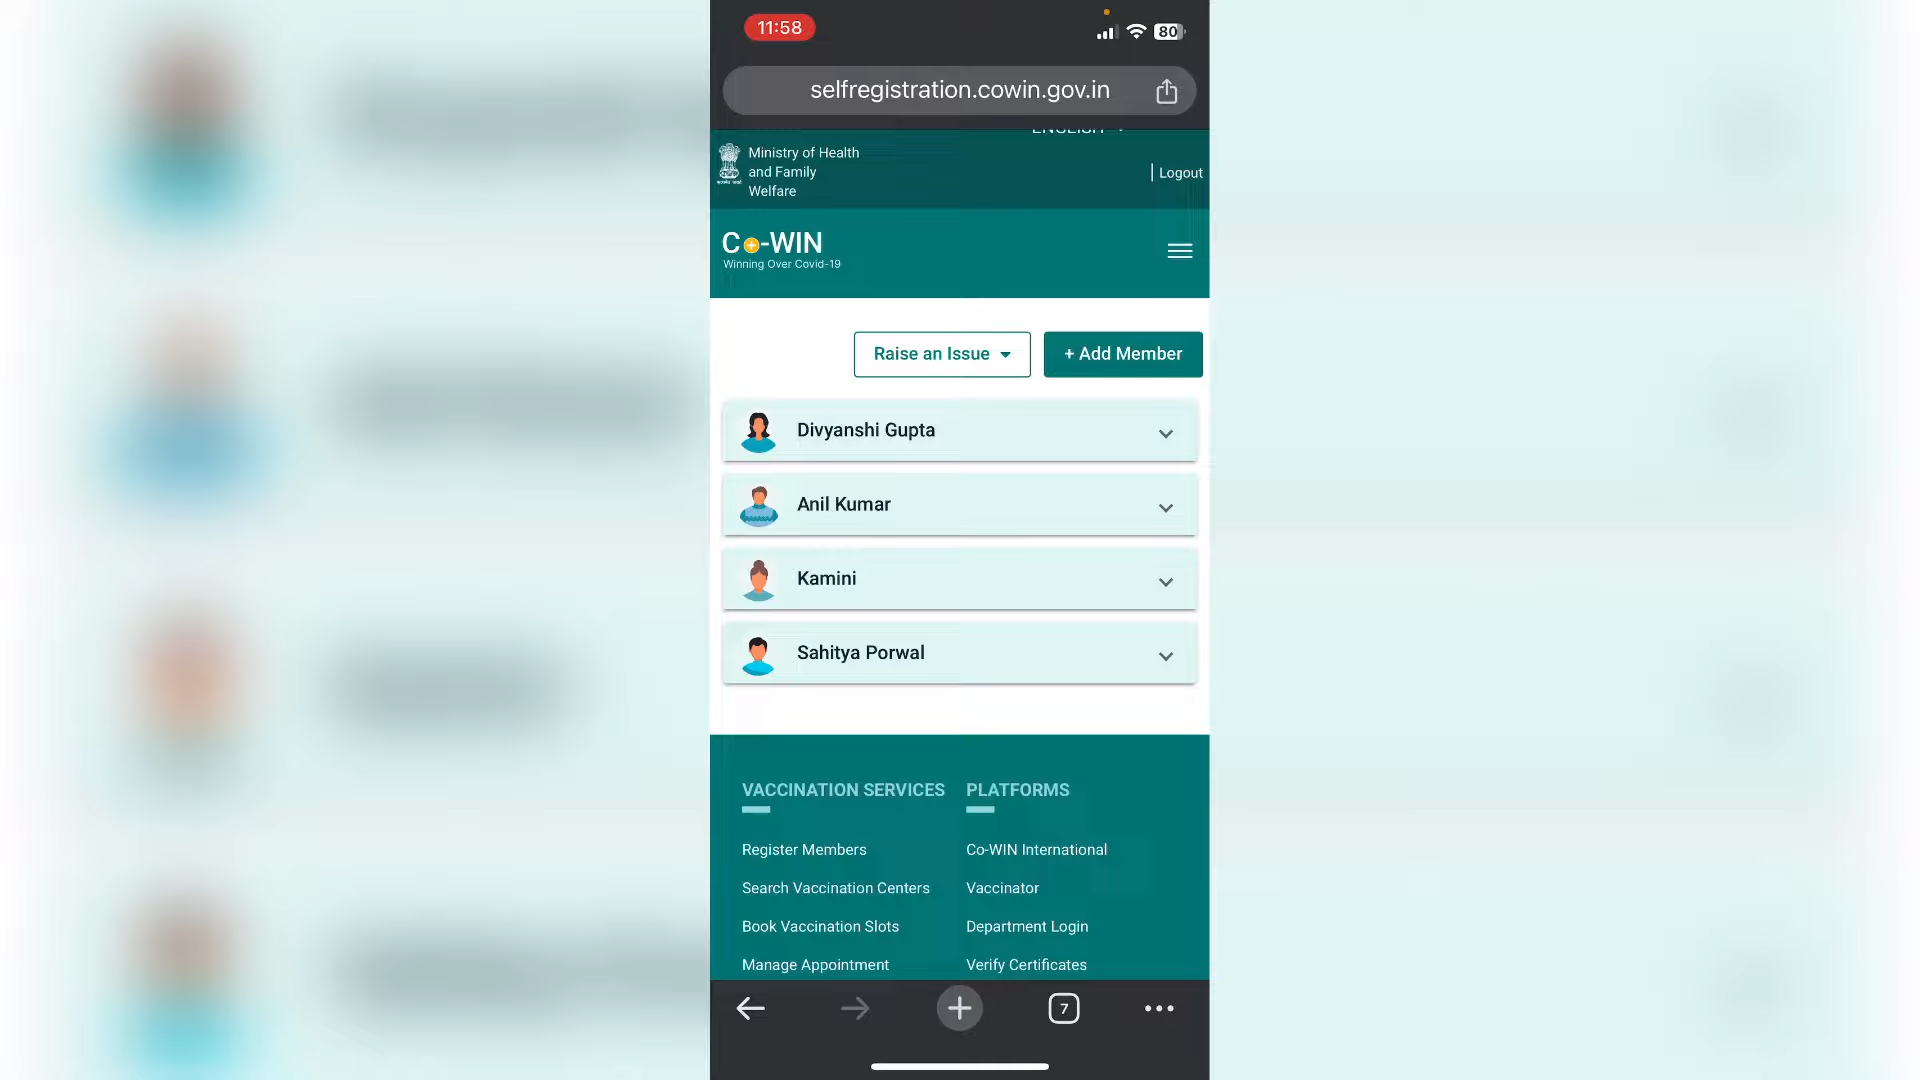 11:58
80
selfregistration.cowin.gov.in
ENGLISH
Ministry of Health
and Family
Welfare
Logout
Co-WIN
Winning Over Covid-19
Raise an Issue
+ Add Member
Divyanshi Gupta
Anil Kumar
Kamini
Sahitya Porwal
VACCINATION SERVICES
PLATFORMS
Register Members
Co-WIN International
Search Vaccination Centers
Vaccinator
Book Vaccination Slots
Department Login
Manage Appointment
Verify Certificates
7